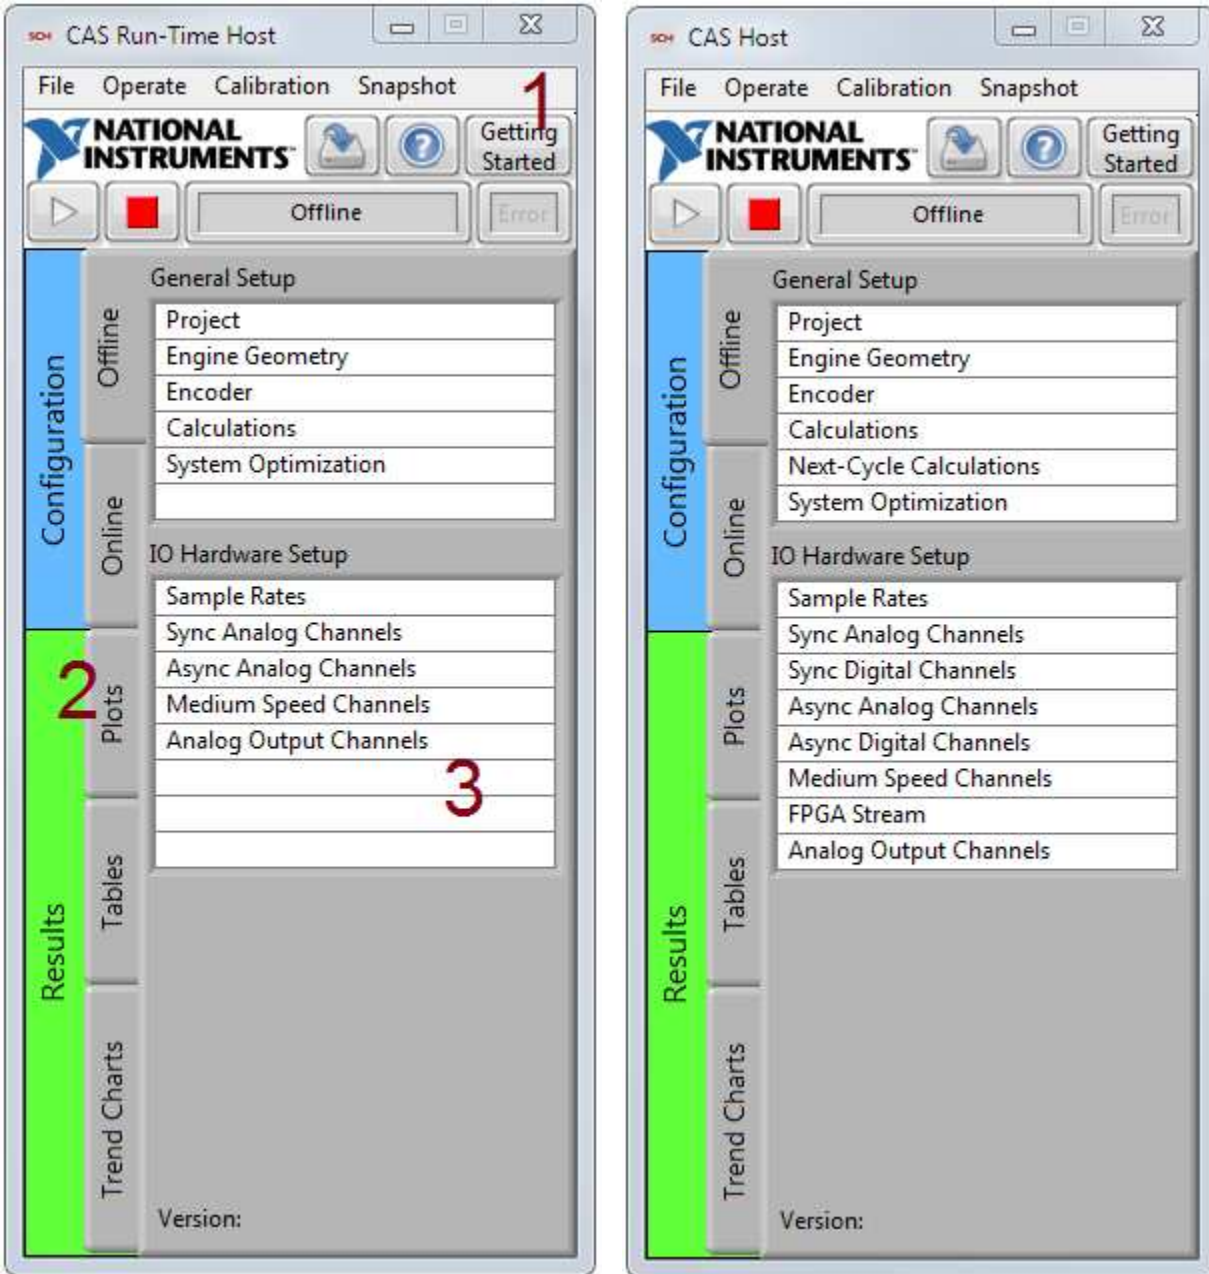 CAS Run-Time Host
File Operate Calibration Snapshot
1
NATIONAL
INSTRUMENTS
Getting
Started
Offline
Error
Configuration
Results
Offline
Online
Plots
Tables
Trend Charts
2
General Setup
Project
Engine Geometry
Encoder
Calculations
System Optimization
IO Hardware Setup
Sample Rates
Sync Analog Channels
Async Analog Channels
Medium Speed Channels
Analog Output Channels
3
Version:
CAS Host
File Operate Calibration Snapshot
NATIONAL
INSTRUMENTS
Getting
Started
Offline
Error
Configuration
Results
Offline
Online
Plots
Tables
Trend Charts
General Setup
Project
Engine Geometry
Encoder
Calculations
Next-Cycle Calculations
System Optimization
IO Hardware Setup
Sample Rates
Sync Analog Channels
Sync Digital Channels
Async Analog Channels
Async Digital Channels
Medium Speed Channels
FPGA Stream
Analog Output Channels
Version: